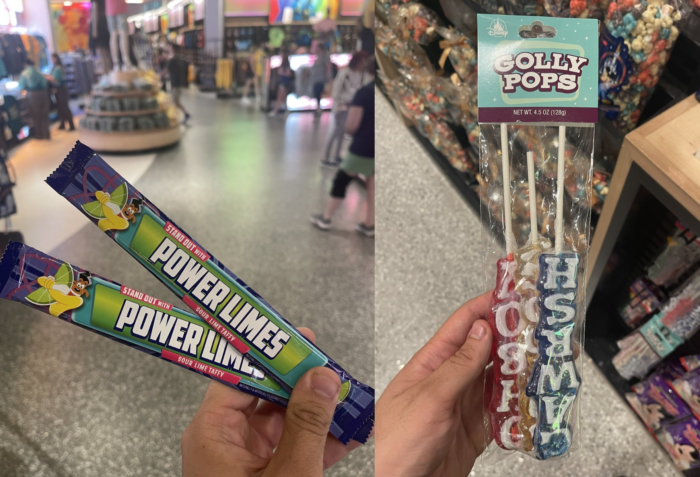 STAND OUT WITH
POWER LIMES
SOUR LIME TAFFY
STAND OUT WITH
POWER LIMES
SOUR LIME TAFFY
Disney
GOLLY
POPS
NET WT. 4.5 OZ (128g)